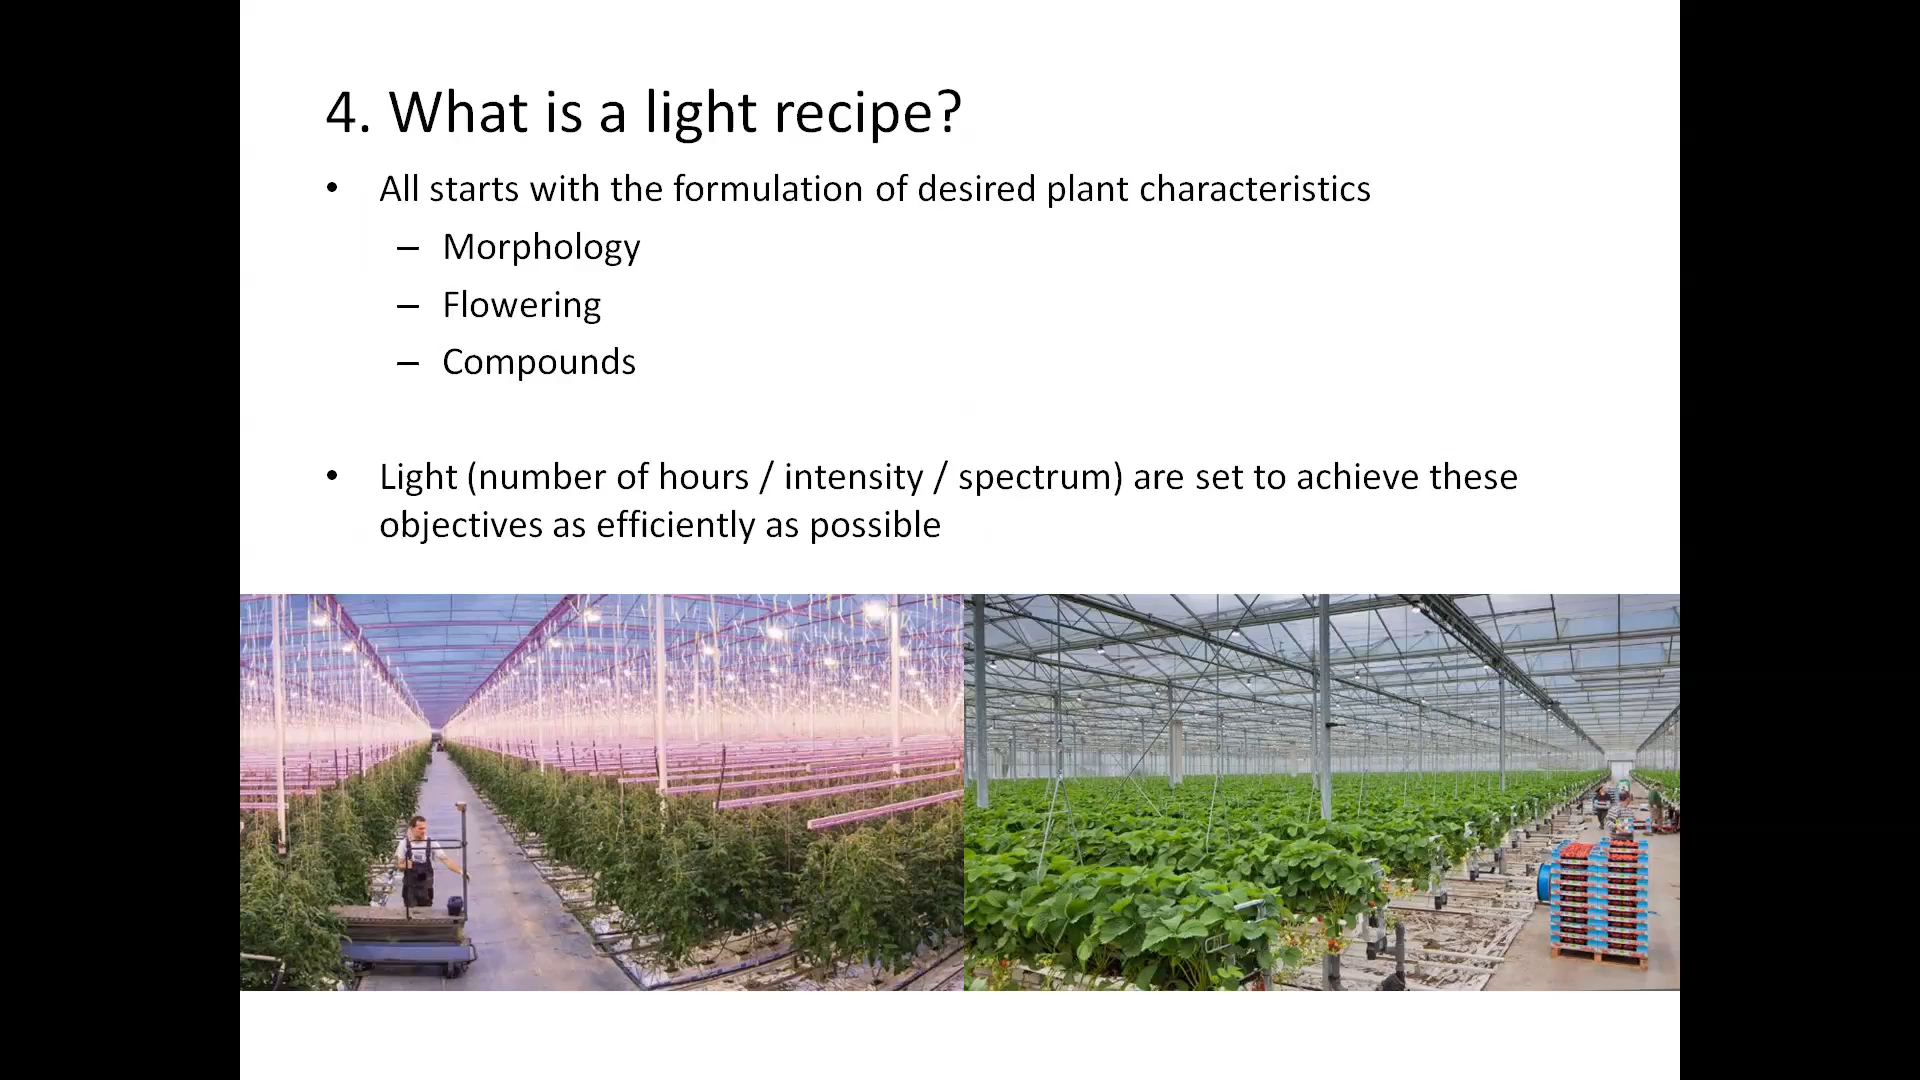 4. What is a light recipe?
• All starts with the formulation of desired plant characteristics
– Morphology
– Flowering
– Compounds
• Light (number of hours / intensity / spectrum) are set to achieve these
objectives as efficiently as possible